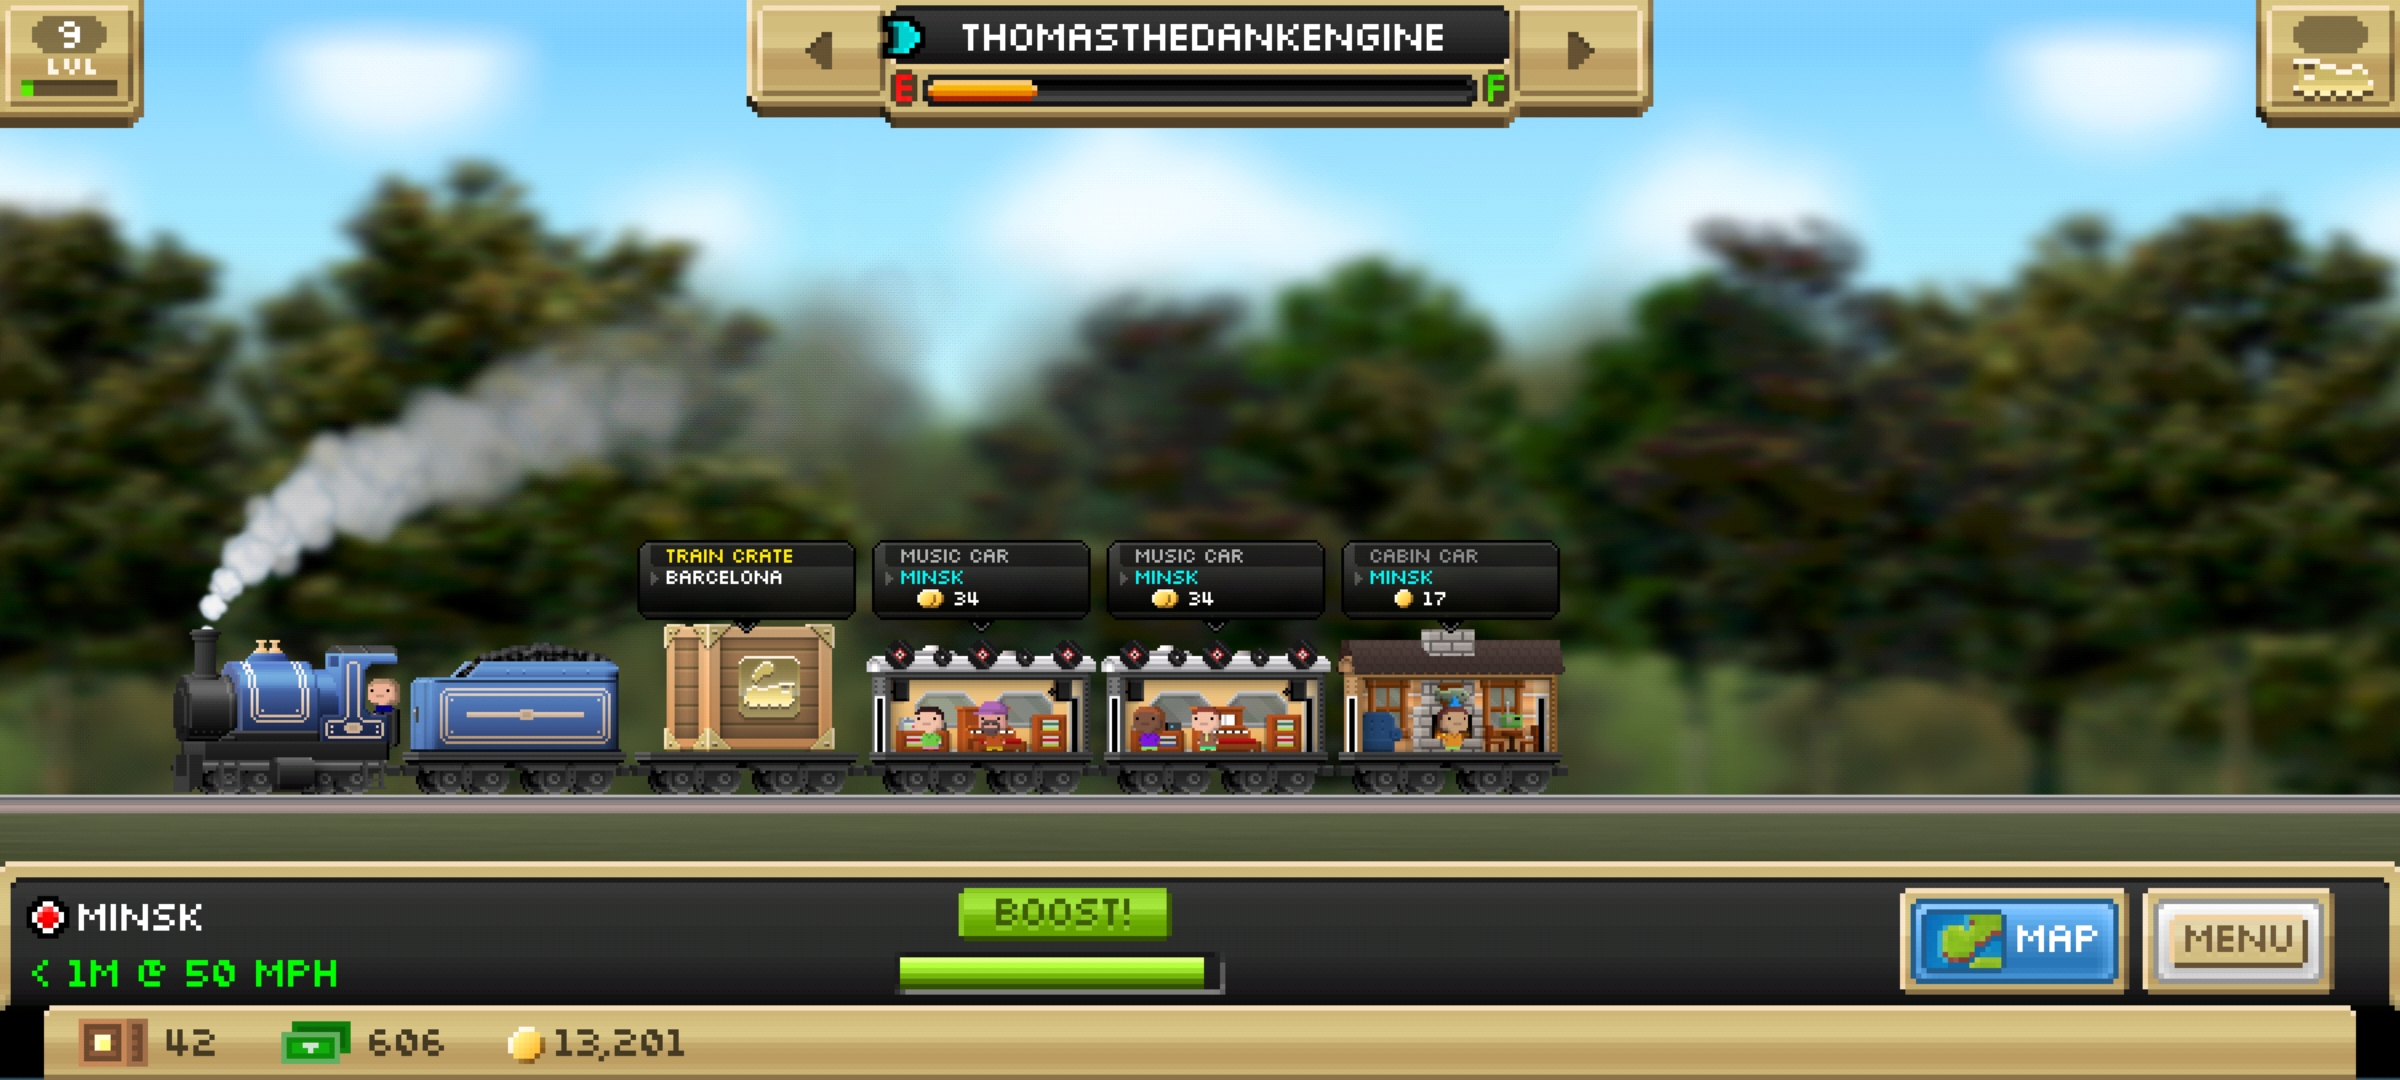 9
LVL
THOMASTHEDANKENGINE
E
F
TRAIN CRATE
BARCELONA
MUSIC CAR
MINSK
34
MUSIC CAR
MINSK
34
CABIN CAR
MINSK
17
MINSK
< 1M @ 50 MPH
BOOST!
MAP
MENU
42
606
13,201